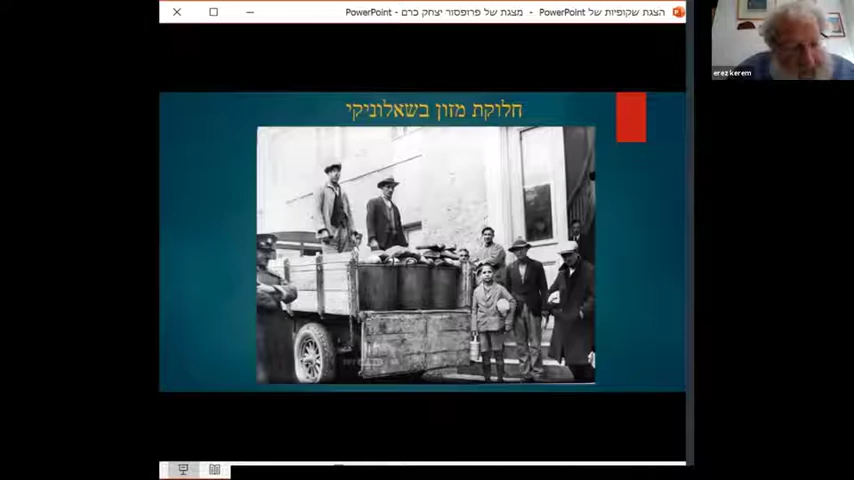 הצגת שקופיות של PowerPoint - מצגת של פרופסור יצחק כרם - PowerPoint
erez kerem
חלוקת מזון בשאלוניקי